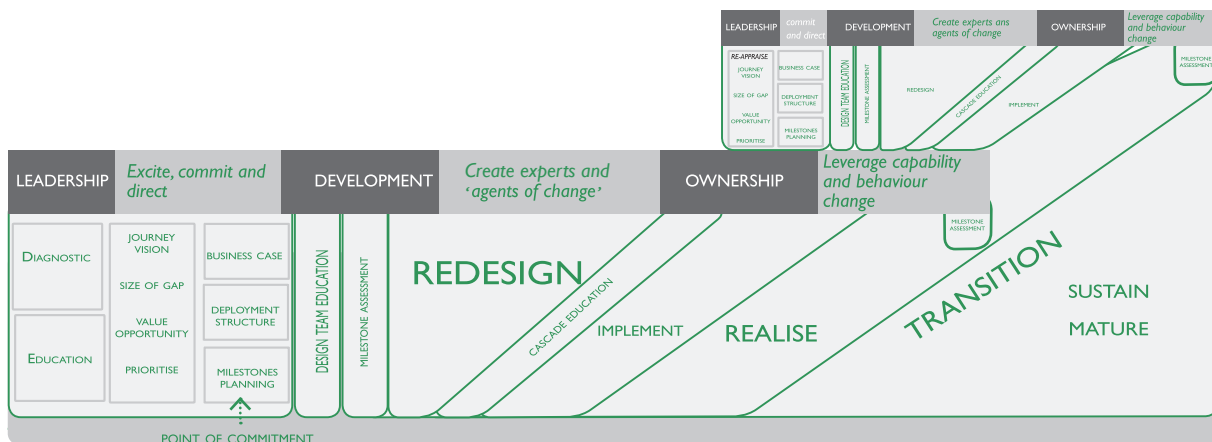 LEADERSHIP
commit
and direct
DEVELOPMENT
Create experts ans
agents of change
OWNERSHIP
Leverage capability
and behaviour
change
RE-APPRAISE
JOURNEY
VISION
SIZE OF GAP
VALUE
OPPORTUNITY
PRIORITISE
BUSINESS CASE
DEPLOYMENT
STRUCTURE
MILESTONES
PLANNING
DESIGN TEAM EDUCATION
MILESTONE ASSESSMENT
REDESIGN
CASCADE EDUCATION
IMPLEMENT
MILESTONE
ASSESSMENT
LEADERSHIP
Excite, commit and
direct
DEVELOPMENT
Create experts and
‘agents of change’
OWNERSHIP
Leverage capability
and behaviour
change
DIAGNOSTIC
EDUCATION
JOURNEY
VISION
SIZE OF GAP
VALUE
OPPORTUNITY
PRIORITISE
BUSINESS CASE
DEPLOYMENT
STRUCTURE
MILESTONES
PLANNING
DESIGN TEAM EDUCATION
MILESTONE ASSESSMENT
REDESIGN
CASCADE EDUCATION
IMPLEMENT
REALISE
MILESTONE
ASSESSMENT
TRANSITION
SUSTAIN
MATURE
POINT OF COMMITMENT